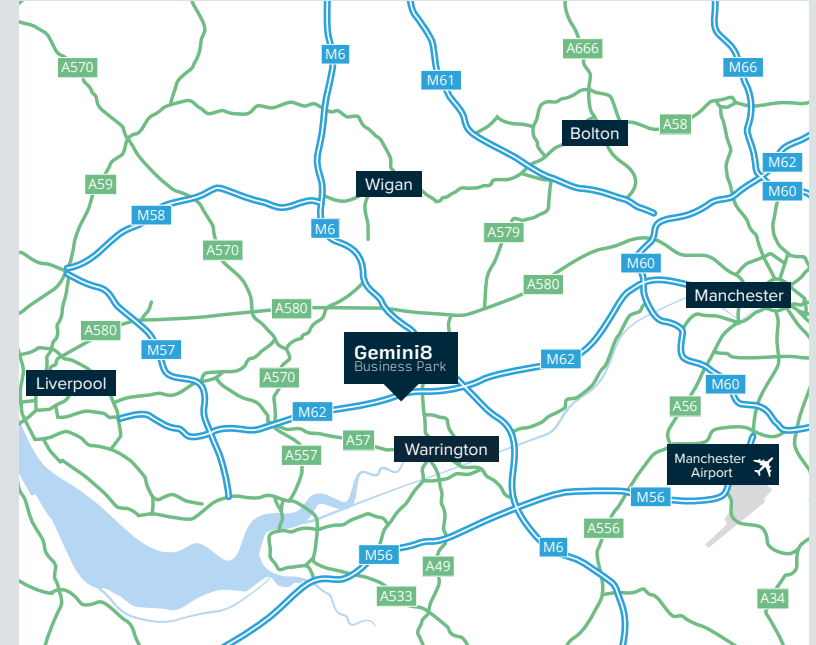 M6
A666
A570
M66
M61
A58
Bolton
M62
A59
Wigan
M60
M58
M6
A579
A570
M60
A580
Manchester
A580
A580
M57
Gemini8
Business Park
M62
A570
Liverpool
M60
A56
M62
A57
Warrington
A557
Manchester
Airport
M56
A556
M6
M56
A49
A533
A34